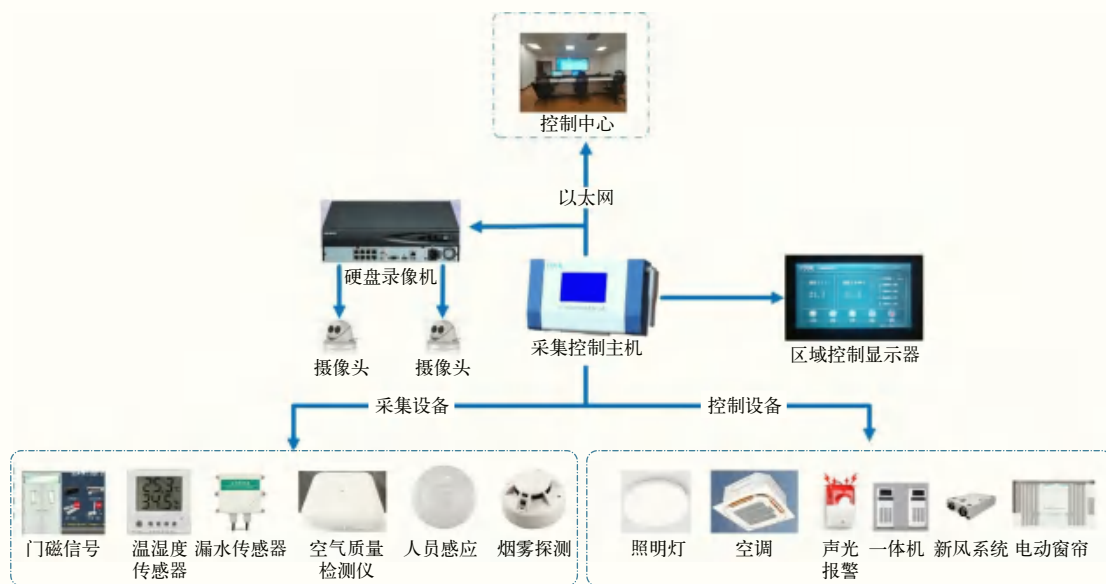 控制中心
以太网
硬盘录像机
摄像头
摄像头
采集控制主机
区域控制显示器
采集设备
控制设备
门磁信号
温湿度
传感器
漏水传感器
空气质量
检测仪
人员感应
烟雾探测
照明灯
空调
声光
报警
一体机
新风系统
电动窗帘